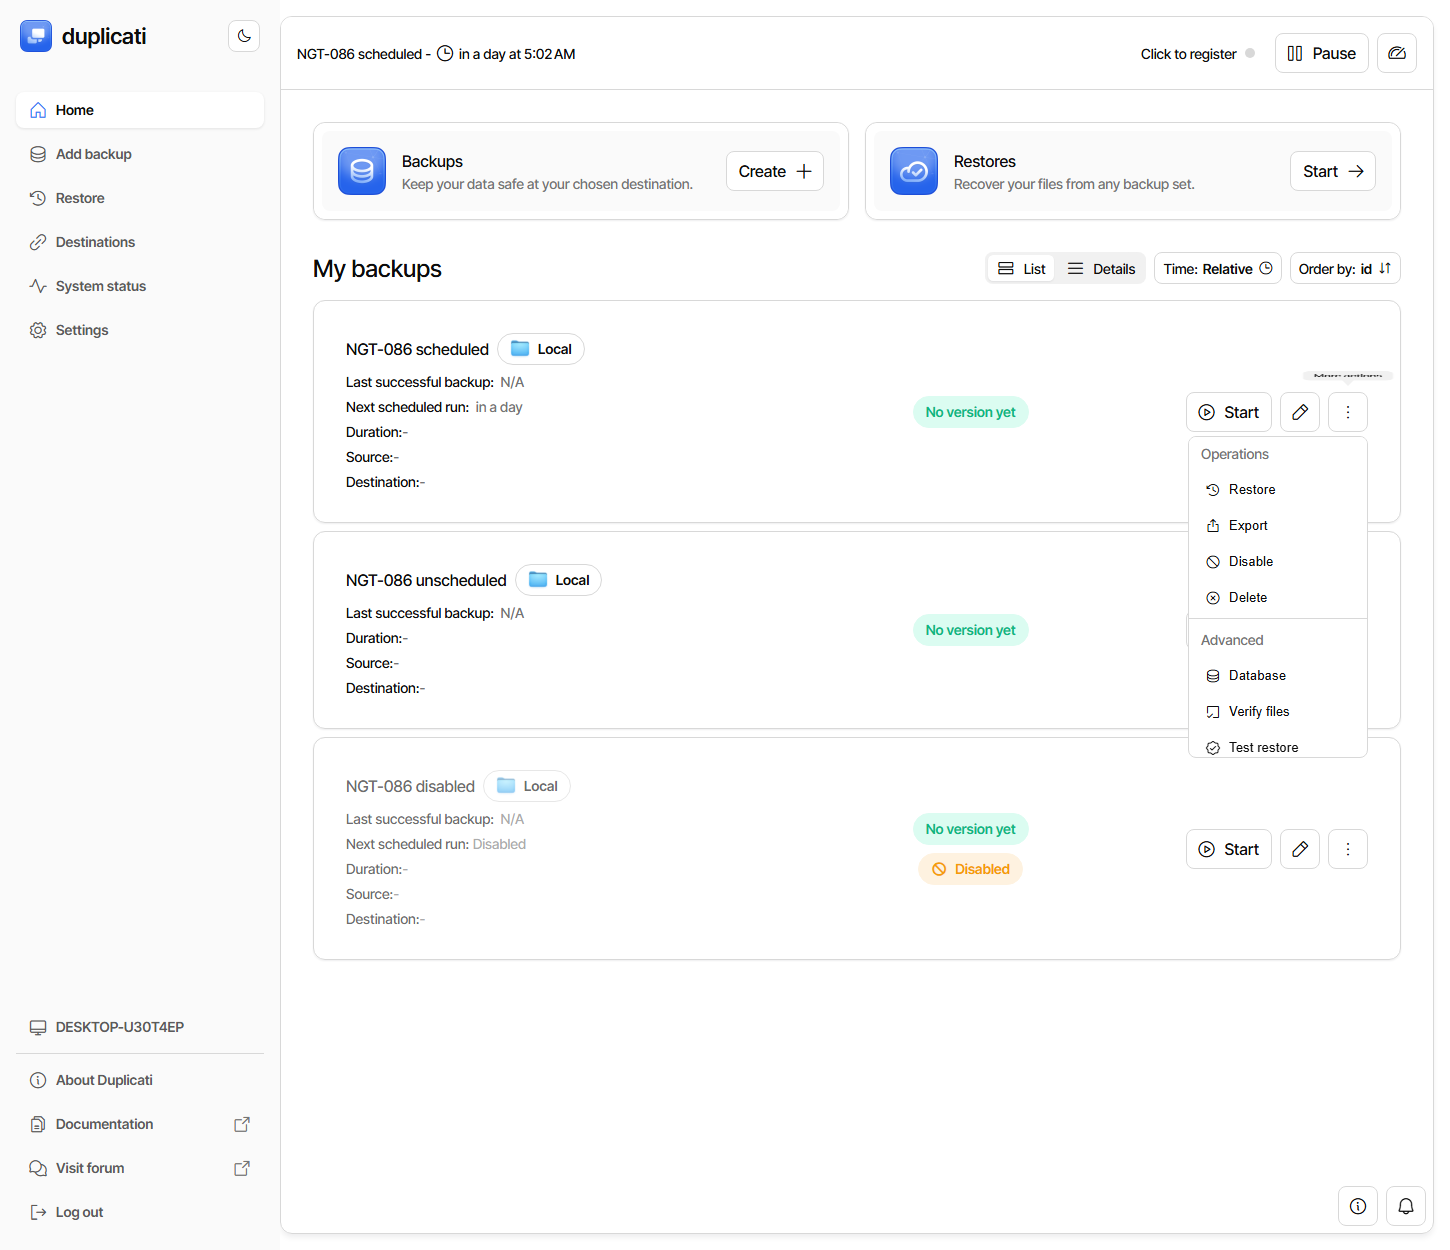 duplicati
Home
Add backup
Restore
Destinations
System status
Settings
DESKTOP-U30T4EP
About Duplicati
Documentation
Visit forum
Log out
NGT-086 scheduled - in a day at 5:02 AM
Click to register
Pause
Backups
Keep your data safe at your chosen destination.
Create
Restores
Recover your files from any backup set.
Start
My backups
List
Details
Time: Relative
Order by: id
NGT-086 scheduled
Local
Last successful backup: N/A
Next scheduled run: in a day
Duration:-
Source:-
Destination:-
No version yet
More actions
Start
Operations
Restore
Export
Disable
Delete
Advanced
Database
Verify files
Test restore
NGT-086 unscheduled
Local
Last successful backup: N/A
Duration:-
Source:-
Destination:-
No version yet
NGT-086 disabled
Local
Last successful backup: N/A
Next scheduled run: Disabled
Duration:-
Source:-
Destination:-
No version yet
Disabled
Start